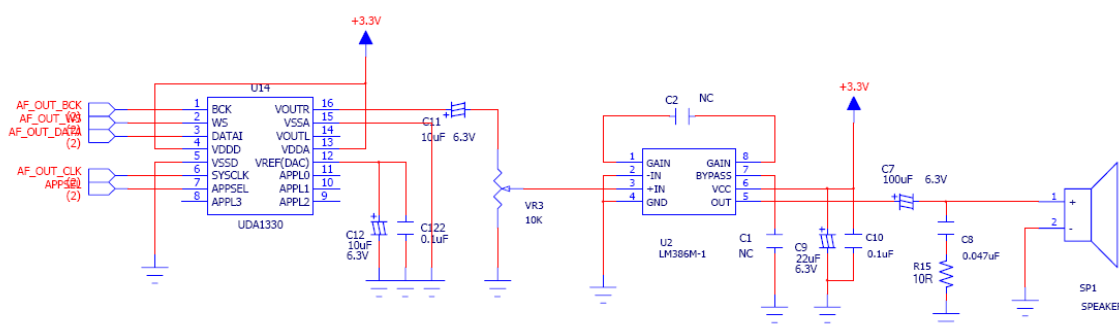 +3.3V
U14
AF_OUT_BCK
AF_OUT_WS
AF_OUT_DATA
(2)
AF_OUT_CLK
APPSEL
(2)
1 BCK VOUTR 16
2 WS VSSA 15
3 DATAI VOUTL 14
4 VDDD VDDA 13
5 VSSD VREF(DAC) 12
6 SYSCLK APPL0 11
7 APPSEL APPL1 10
8 APPL3 APPL2 9
UDA1330
C11
10uF 6.3V
C12
10uF
6.3V
C122
0.1uF
VR3
10K
C2 NC
1 GAIN GAIN 8
2 -IN BYPASS 7
3 +IN VCC 6
4 GND OUT 5
U2
LM386M-1
C1
NC
+3.3V
C9
22uF
6.3V
C10
0.1uF
C7
100uF 6.3V
C8
0.047uF
R15
10R
1 +
2 -
SP1
SPEAKER